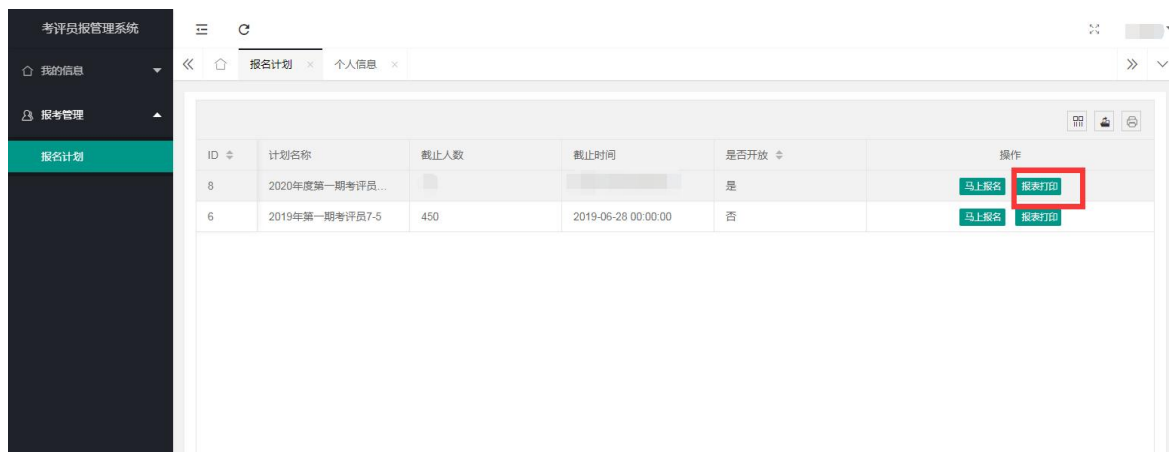 考评员报管理系统
我的信息
报名计划 × 个人信息 ×
报考管理
报名计划
ID 计划名称 截止人数 截止时间 是否开放 操作
8 2020年度第一期考评员... 是 马上报名 报表打印
6 2019年第一期考评员7-5 450 2019-06-28 00:00:00 否 马上报名 报表打印